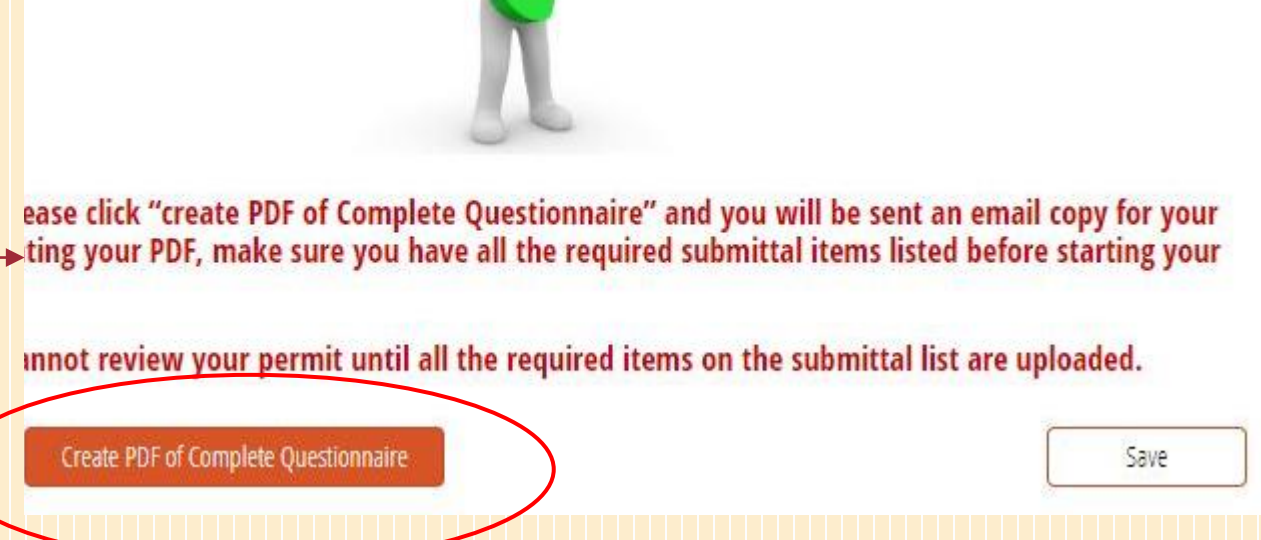 ease click “create PDF of Complete Questionnaire” and you will be sent an email copy for your
ting your PDF, make sure you have all the required submittal items listed before starting your
annot review your permit until all the required items on the submittal list are uploaded.
Create PDF of Complete Questionnaire
Save